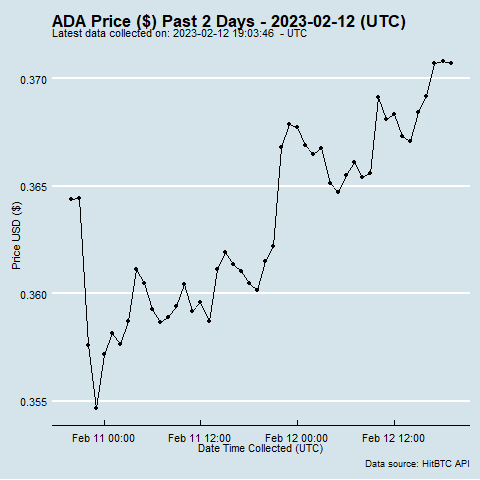 ADA Price ($) Past 2 Days - 2023-02-12 (UTC)
Latest data collected on: 2023-02-12 19:03:46 - UTC
0.370
0.365
0.360
0.355
Price USD ($)
Feb 11 00:00 Feb 11 12:00 Feb 12 00:00 Feb 12 12:00
Date Time Collected (UTC)
Data source: HitBTC API